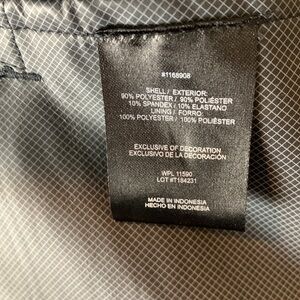 #1168908
SHELL / EXTERIOR:
90% POLYESTER / 90% POLIÉSTER
10% SPANDEX / 10% ELASTANO
LINING / FORRO:
100% POLYESTER / 100% POLIÉSTER
EXCLUSIVE OF DECORATION
EXCLUSIVO DE LA DECORACIÓN
WPL 11590
LOT #T184231
MADE IN INDONESIA
HECHO EN INDONESIA